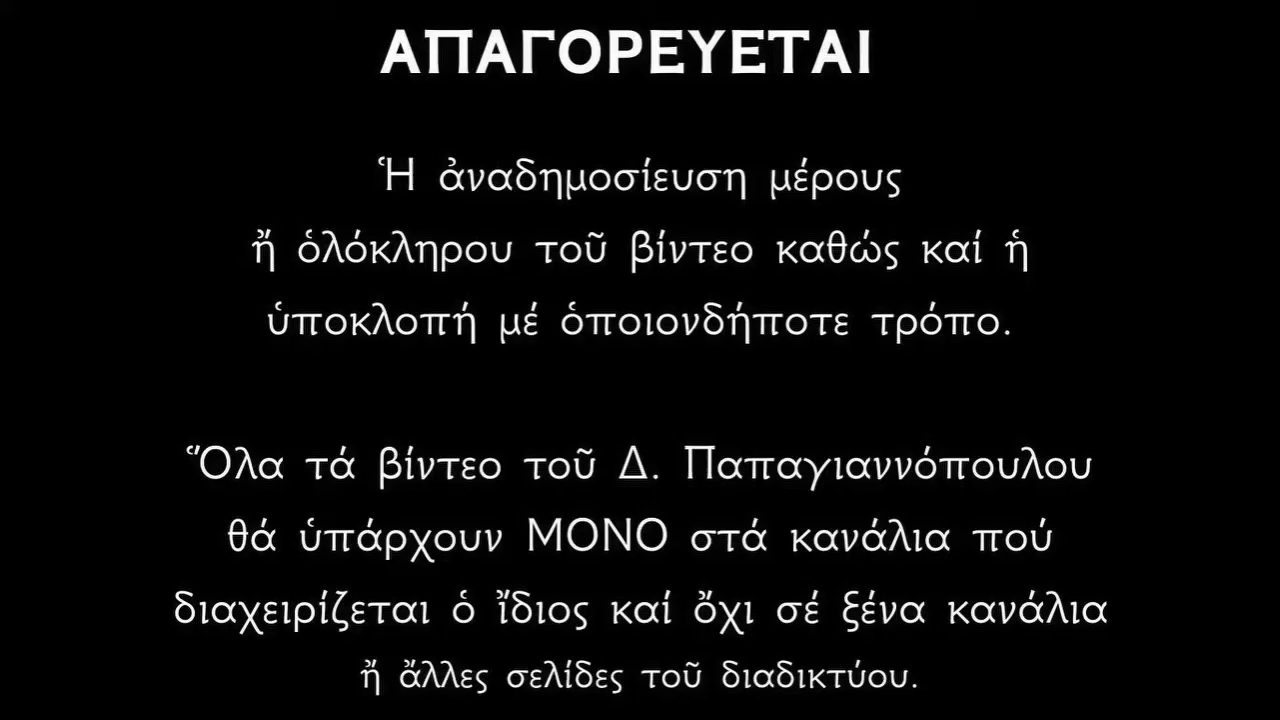 ΑΠΑΓΟΡΕΥΕΤΑΙ
Ἡ ἀναδημοσίευση μέρους
ἤ ὁλόκληρου τοῦ βίντεο καθώς καί ἡ
ὑποκλοπή μέ ὁποιονδήποτε τρόπο.
Ὅλα τά βίντεο τοῦ Δ. Παπαγιαννόπουλου
θά ὑπάρχουν ΜΟΝΟ στά κανάλια πού
διαχειρίζεται ὁ ἴδιος καί ὄχι σέ ξένα κανάλια
ἤ ἄλλες σελίδες τοῦ διαδικτύου.